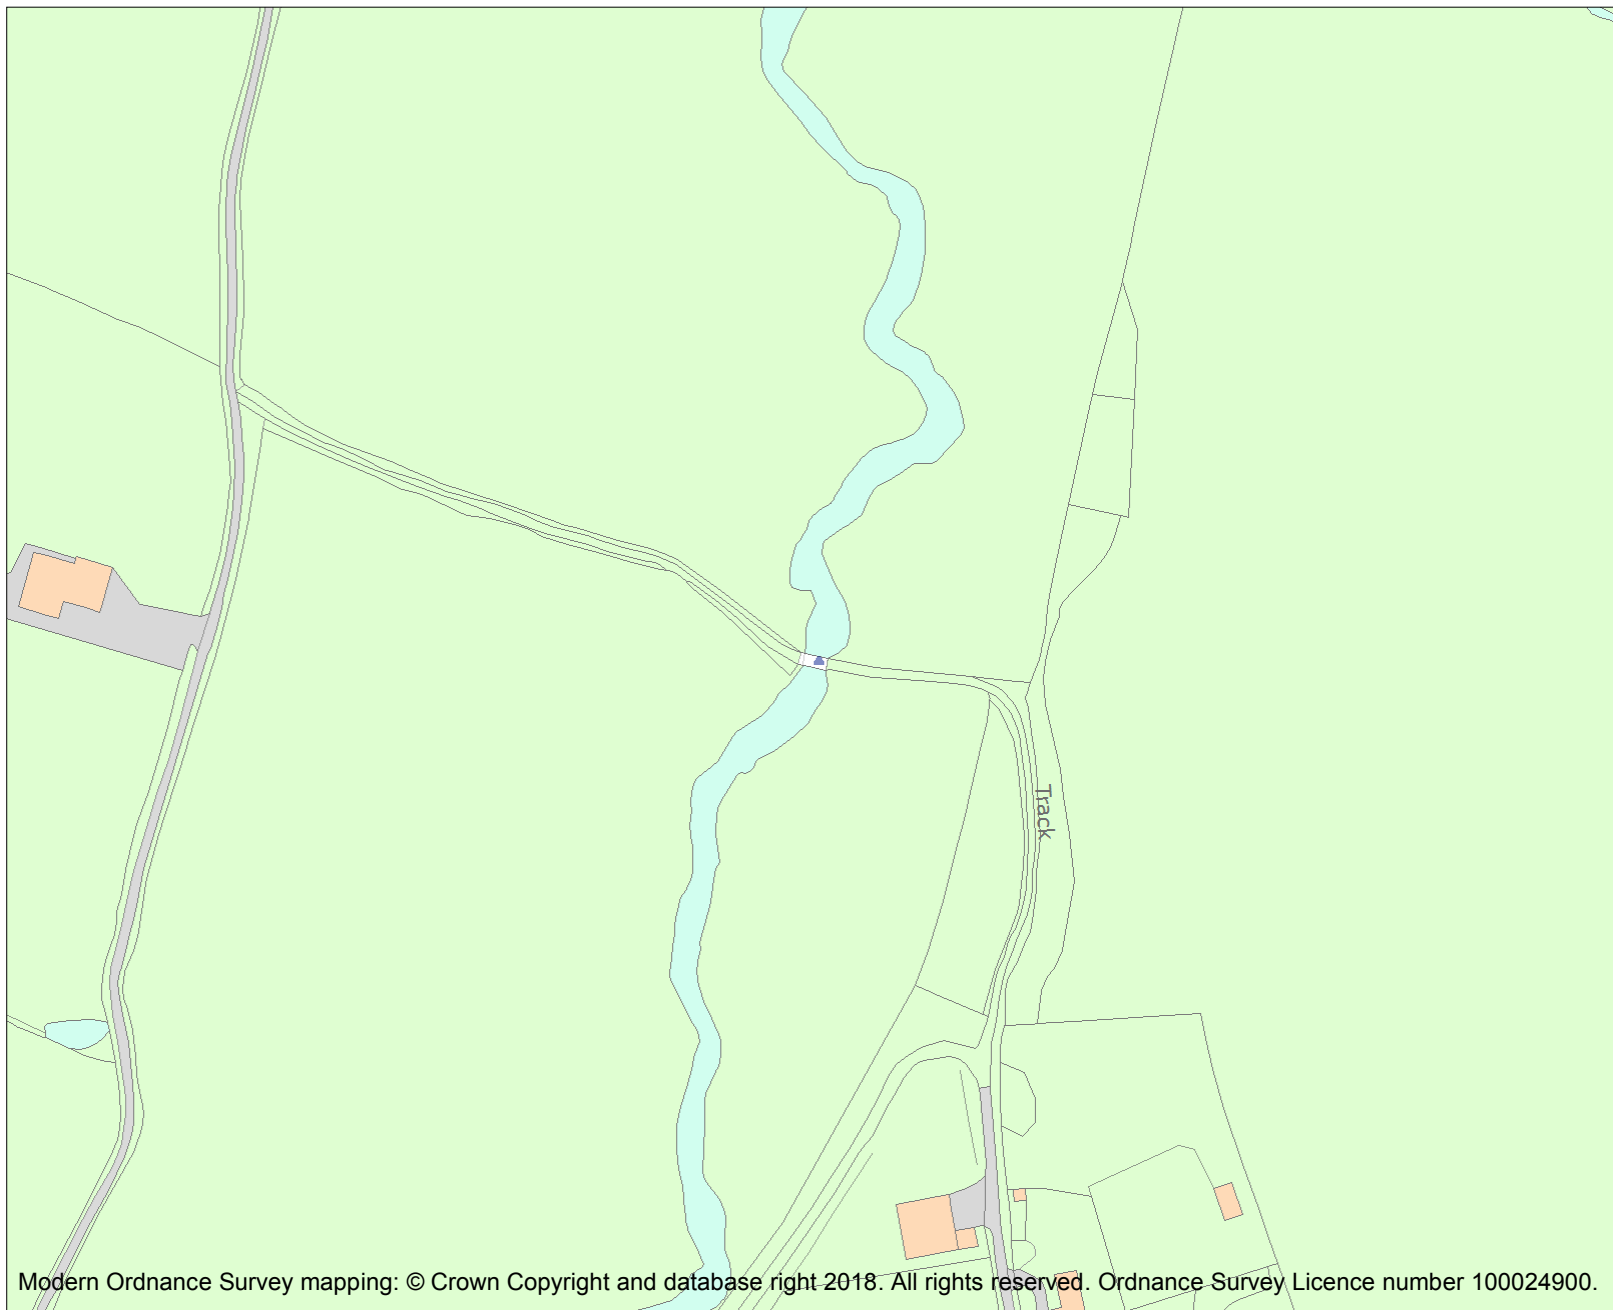 Track
Modern Ordnance Survey mapping: © Crown Copyright and database right 2018. All rights reserved. Ordnance Survey Licence number 100024900.